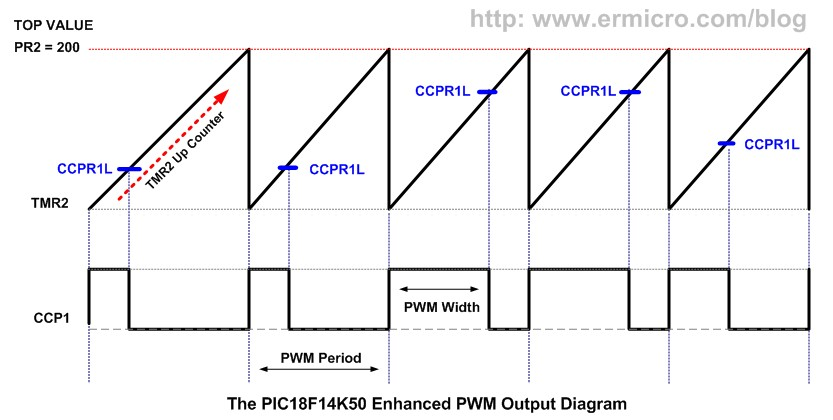 http: www.ermicro.com/blog
TOP VALUE
PR2 = 200
CCPR1L
CCPR1L
CCPR1L
CCPR1L
CCPR1L
TMR2 Up Counter
TMR2
CCP1
PWM Width
PWM Period
The PIC18F14K50 Enhanced PWM Output Diagram